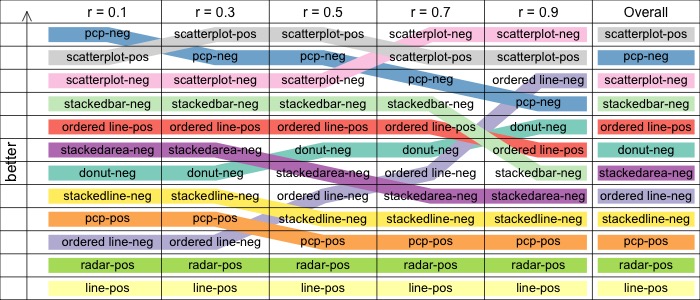 r = 0.1 r = 0.3 r = 0.5 r = 0.7 r = 0.9 Overall
pcp-neg scatterplot-pos scatterplot-pos scatterplot-neg scatterplot-neg scatterplot-pos
scatterplot-pos pcp-neg pcp-neg scatterplot-pos scatterplot-pos pcp-neg
scatterplot-neg scatterplot-neg scatterplot-neg pcp-neg ordered line-neg scatterplot-neg
stackedbar-neg stackedbar-neg stackedbar-neg stackedbar-neg pcp-neg stackedbar-neg
ordered line-pos ordered line-pos ordered line-pos ordered line-pos donut-neg ordered line-pos
stackedarea-neg stackedarea-neg donut-neg donut-neg ordered line-pos donut-neg
donut-neg donut-neg stackedarea-neg ordered line-neg stackedbar-neg stackedarea-neg
stackedline-neg stackedline-neg ordered line-neg stackedarea-neg stackedarea-neg ordered line-neg
pcp-pos pcp-pos stackedline-neg stackedline-neg stackedline-neg stackedline-neg
ordered line-neg ordered line-neg pcp-pos pcp-pos pcp-pos pcp-pos
radar-pos radar-pos radar-pos radar-pos radar-pos radar-pos
line-pos line-pos line-pos line-pos line-pos line-pos
better